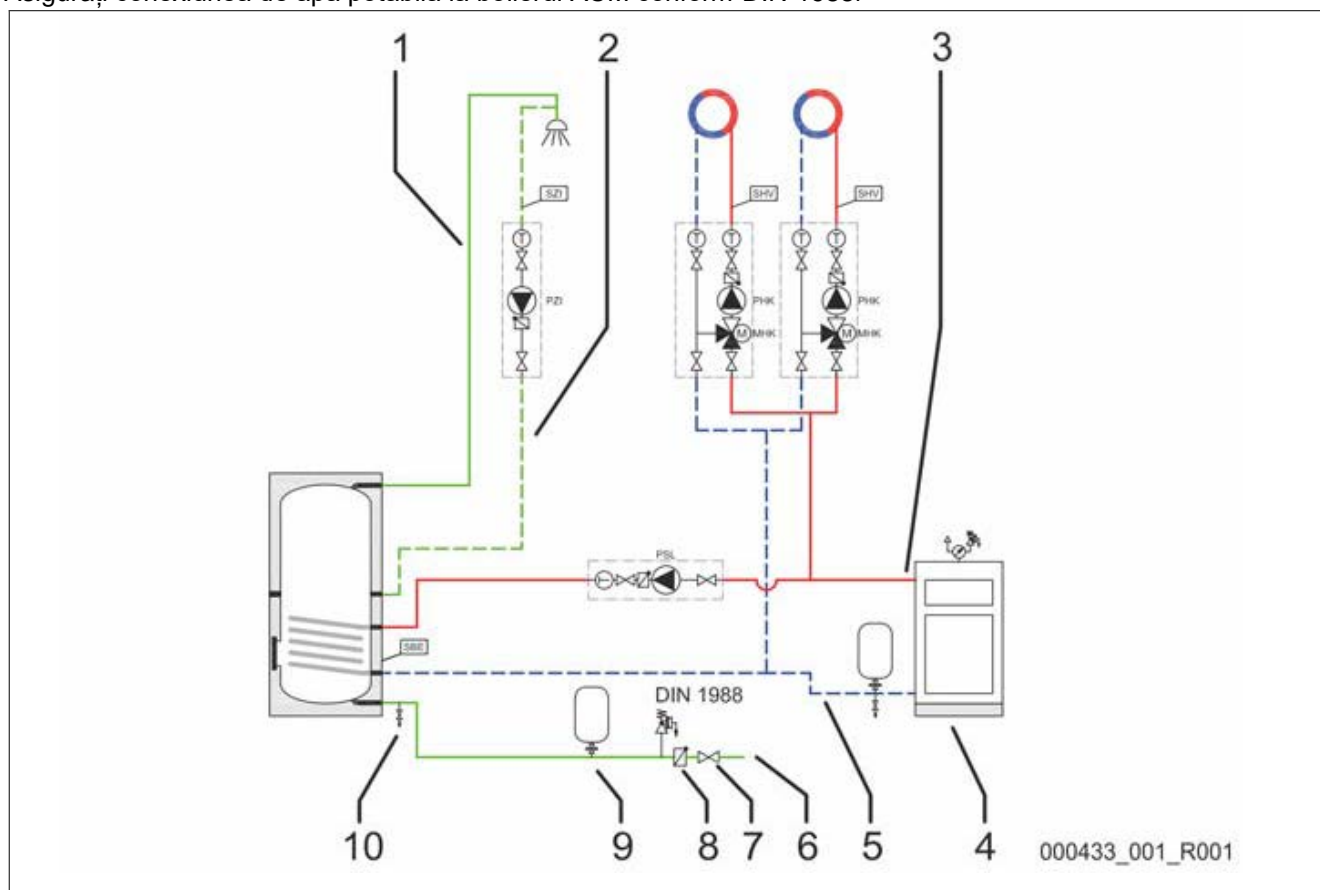 1 2 3
SZI SHV SHV
T T T T T
PZI PHK PHK
M MHK M MHK
PSL
T
SBE
DIN 1988
10 9 8 7 6 5 4
000433_001_R001